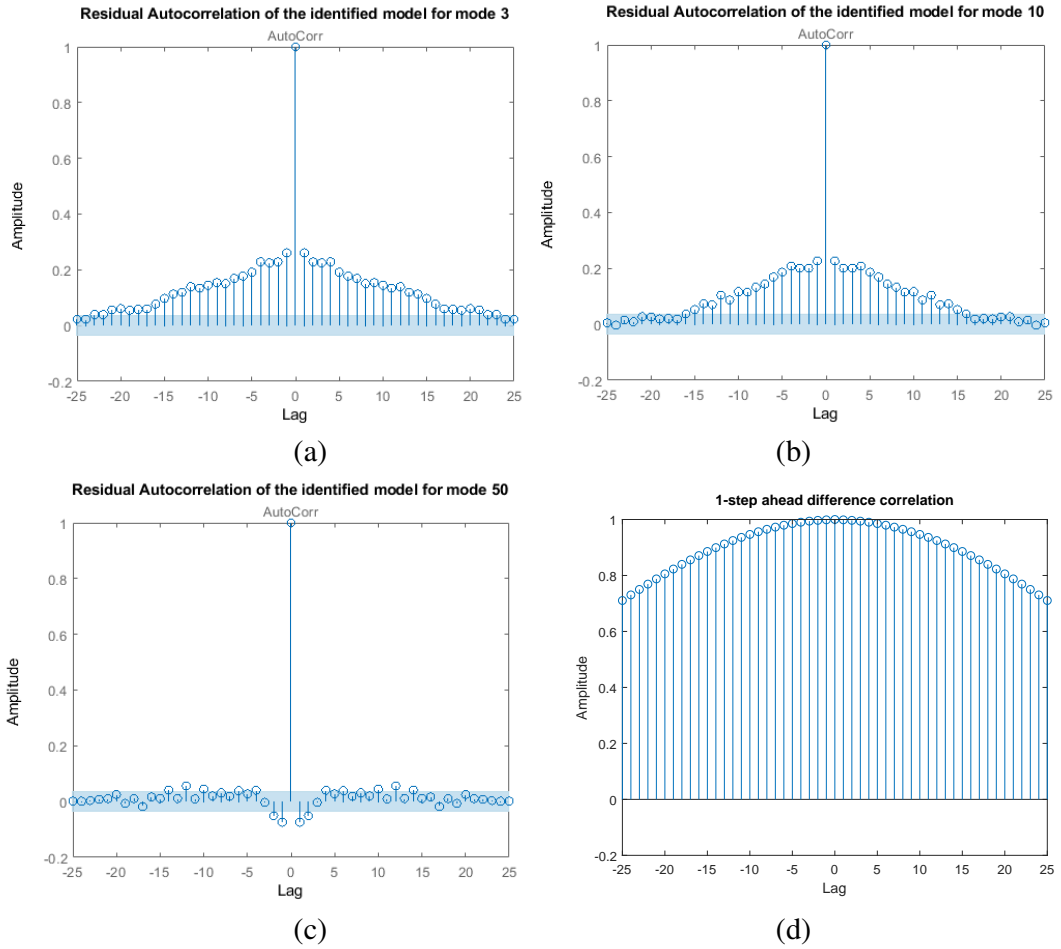 Residual Autocorrelation of the identified model for mode 3
AutoCorr
1
0.8
0.6
0.4
0.2
0
-0.2
Amplitude
-25 -20 -15 -10 -5 0 5 10 15 20 25
Lag
(a)
Residual Autocorrelation of the identified model for mode 10
AutoCorr
1
0.8
0.6
0.4
0.2
0
-0.2
Amplitude
-25 -20 -15 -10 -5 0 5 10 15 20 25
Lag
(b)
Residual Autocorrelation of the identified model for mode 50
AutoCorr
1
0.8
0.6
0.4
0.2
0
-0.2
Amplitude
-25 -20 -15 -10 -5 0 5 10 15 20 25
Lag
(c)
1-step ahead difference correlation
1
0.8
0.6
0.4
0.2
0
-0.2
Amplitude
-25 -20 -15 -10 -5 0 5 10 15 20 25
Lag
(d)